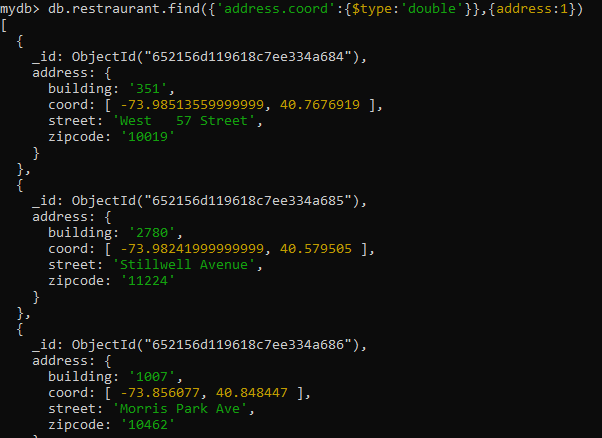 mydb> db.restraurant.find({'address.coord':{$type:'double'}},{address:1})
[
  {
    _id: ObjectId("652156d119618c7ee334a684"),
    address: {
      building: '351',
      coord: [ -73.98513559999999, 40.7676919 ],
      street: 'West   57 Street',
      zipcode: '10019'
    }
  },
  {
    _id: ObjectId("652156d119618c7ee334a685"),
    address: {
      building: '2780',
      coord: [ -73.98241999999999, 40.579505 ],
      street: 'Stillwell Avenue',
      zipcode: '11224'
    }
  },
  {
    _id: ObjectId("652156d119618c7ee334a686"),
    address: {
      building: '1007',
      coord: [ -73.856077, 40.848447 ],
      street: 'Morris Park Ave',
      zipcode: '10462'
    }